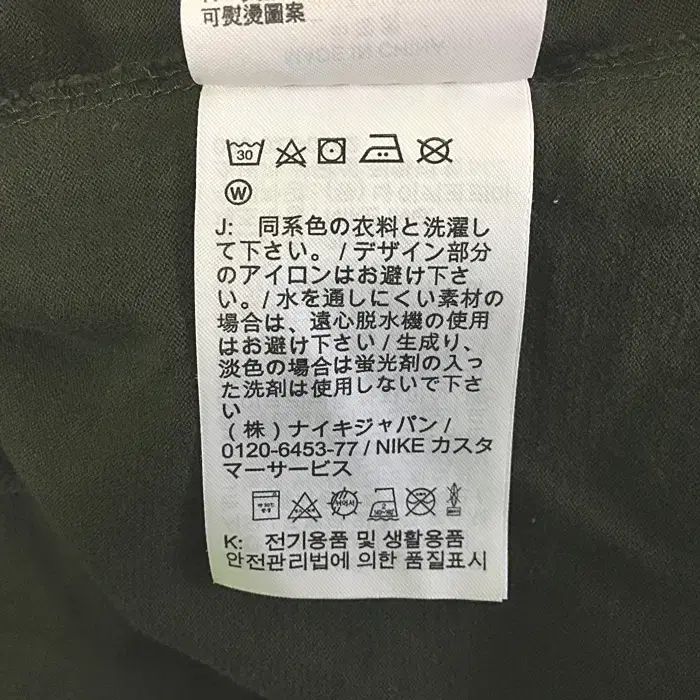 可熨燙圖案
MADE IN CHINA
30
W
J: 同系色の衣料と洗濯し
て下さい。/ デザイン部分
のアイロンはお避け下さ
い。/ 水を通しにくい素材の
場合は、遠心脱水機の使用
はお避け下さい / 生成り、
淡色の場合は蛍光剤の入っ
た洗剤は使用しないで下さ
い
(株) ナイキジャパン /
0120-6453-77 / NIKE カスタ
マーサービス
K: 전기용품 및 생활용품
안전관리법에 의한 품질표시